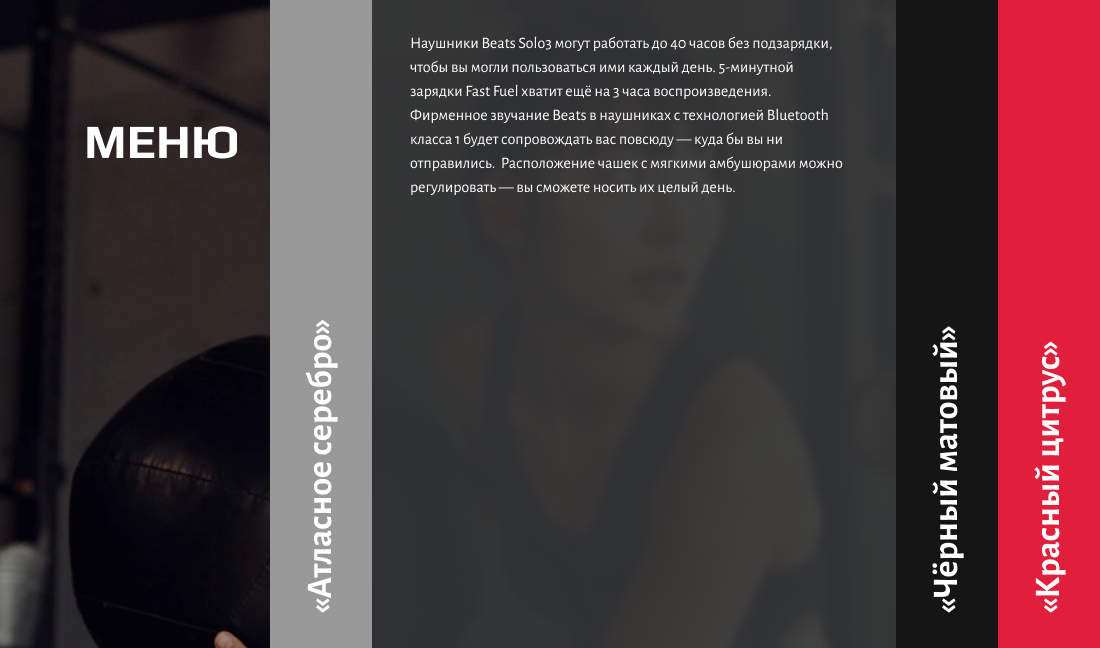 МЕНЮ
«Атласное серебро»
Наушники Beats Solo3 могут работать до 40 часов без подзарядки,
чтобы вы могли пользоваться ими каждый день. 5-минутной
зарядки Fast Fuel хватит ещё на 3 часа воспроизведения.
Фирменное звучание Beats в наушниках с технологией Bluetooth
класса 1 будет сопровождать вас повсюду — куда бы вы ни
отправились.  Расположение чашек с мягкими амбушюрами можно
регулировать — вы сможете носить их целый день.
«Чёрный матовый»
«Красный цитрус»